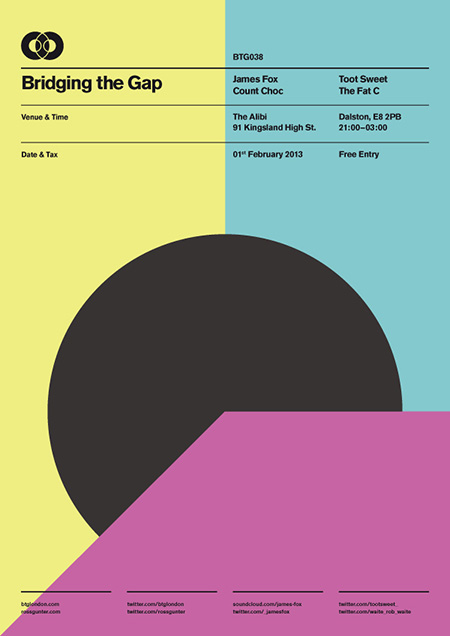 BTG038
Bridging the Gap
James Fox
Count Choc
Toot Sweet
The Fat C
Venue & Time
The Alibi
91 Kingsland High St.
Dalston, E8 2PB
21:00–03:00
Date & Tax
01st February 2013
Free Entry
btglondon.com
rossgunter.com
twitter.com/btglondon
twitter.com/rossgunter
soundcloud.com/james-fox
twitter.com/_jamesfox
twitter.com/tootsweet_
twitter.com/waite_rob_waite